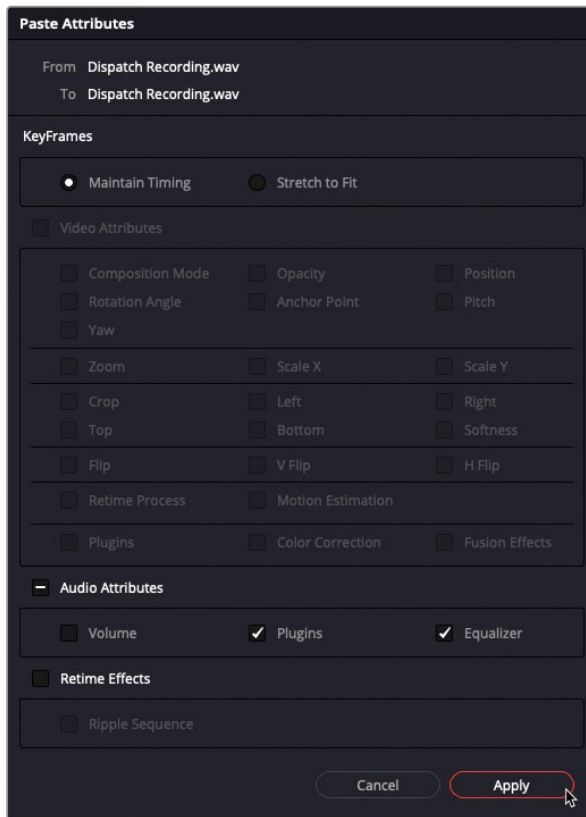 Paste Attributes
From Dispatch Recording.wav
To Dispatch Recording.wav
KeyFrames
Maintain Timing Stretch to Fit
Video Attributes
Composition Mode Opacity Position
Rotation Angle Anchor Point Pitch
Yaw
Zoom Scale X Scale Y
Crop Left Right
Top Bottom Softness
Flip V Flip H Flip
Retime Process Motion Estimation
Plugins Color Correction Fusion Effects
Audio Attributes
Volume Plugins Equalizer
Retime Effects
Ripple Sequence
Cancel Apply